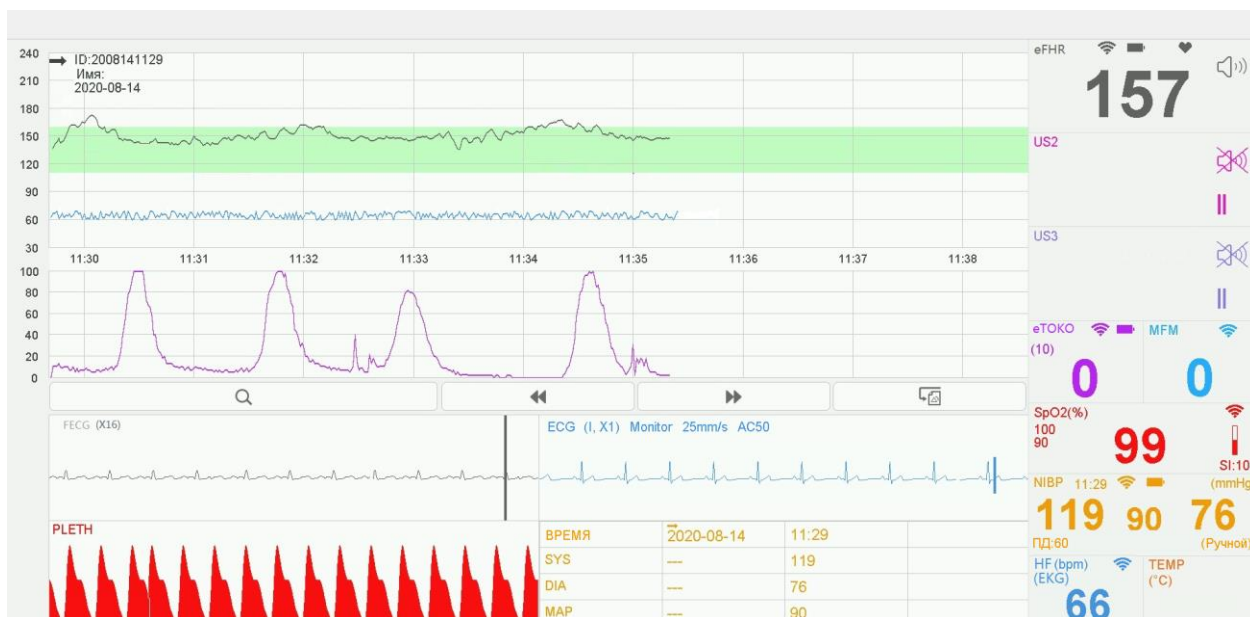 240
ID:2008141129
Имя:
2020-08-14
210
180
150
120
90
60
30
11:30 11:31 11:32 11:33 11:34 11:35 11:36 11:37 11:38
100
80
60
40
20
0
FECG (X16)
ECG (I, X1) Monitor 25mm/s AC50
PLETH
ВРЕМЯ 2020-08-14 11:29
SYS --- 119
DIA --- 76
MAP --- 90
eFHR
157
US2
US3
eTOKO MFM
(10)
0 0
SpO2(%)
100
90
99
SI:10
NIBP 11:29 (mmHg
119 90 76
ПД:60 (Ручной)
HF (bpm) TEMP
(EKG) (°C)
66